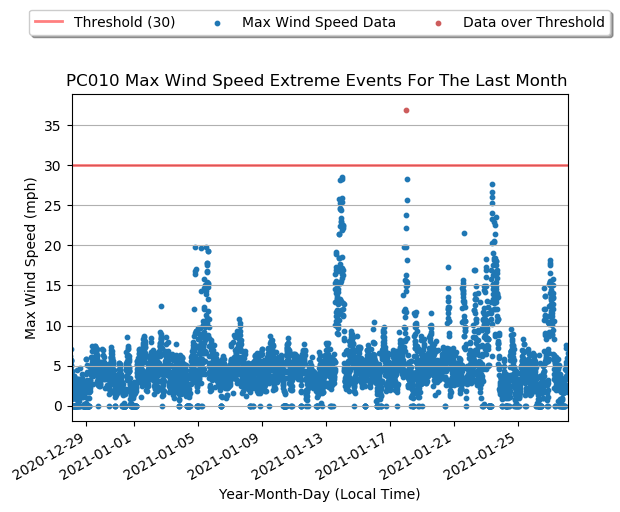 Threshold (30) Max Wind Speed Data Data over Threshold
PC010 Max Wind Speed Extreme Events For The Last Month
Max Wind Speed (mph)
35
30
25
20
15
10
5
0
2020-12-29 2021-01-01 2021-01-05 2021-01-09 2021-01-13 2021-01-17 2021-01-21 2021-01-25
Year-Month-Day (Local Time)